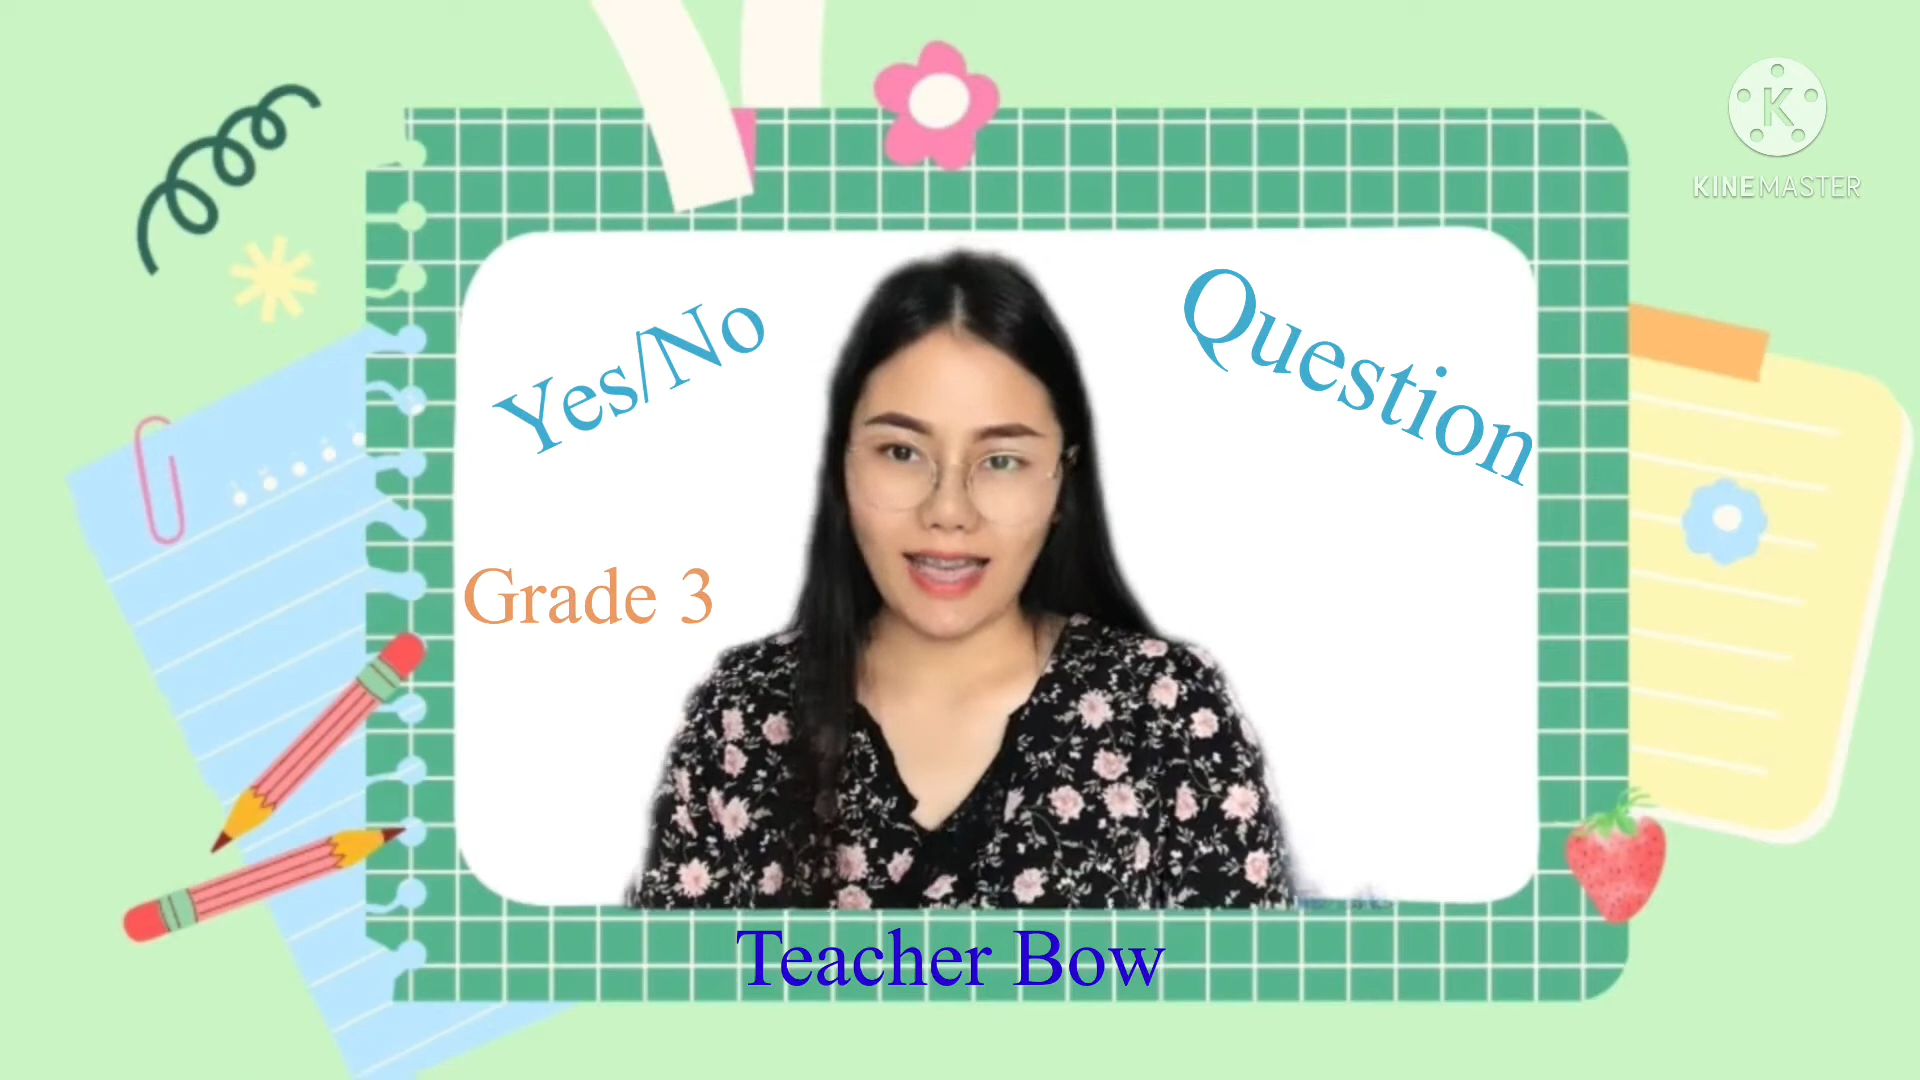 Yes/No
Question
Grade 3
Teacher Bow
K
KINEMASTER